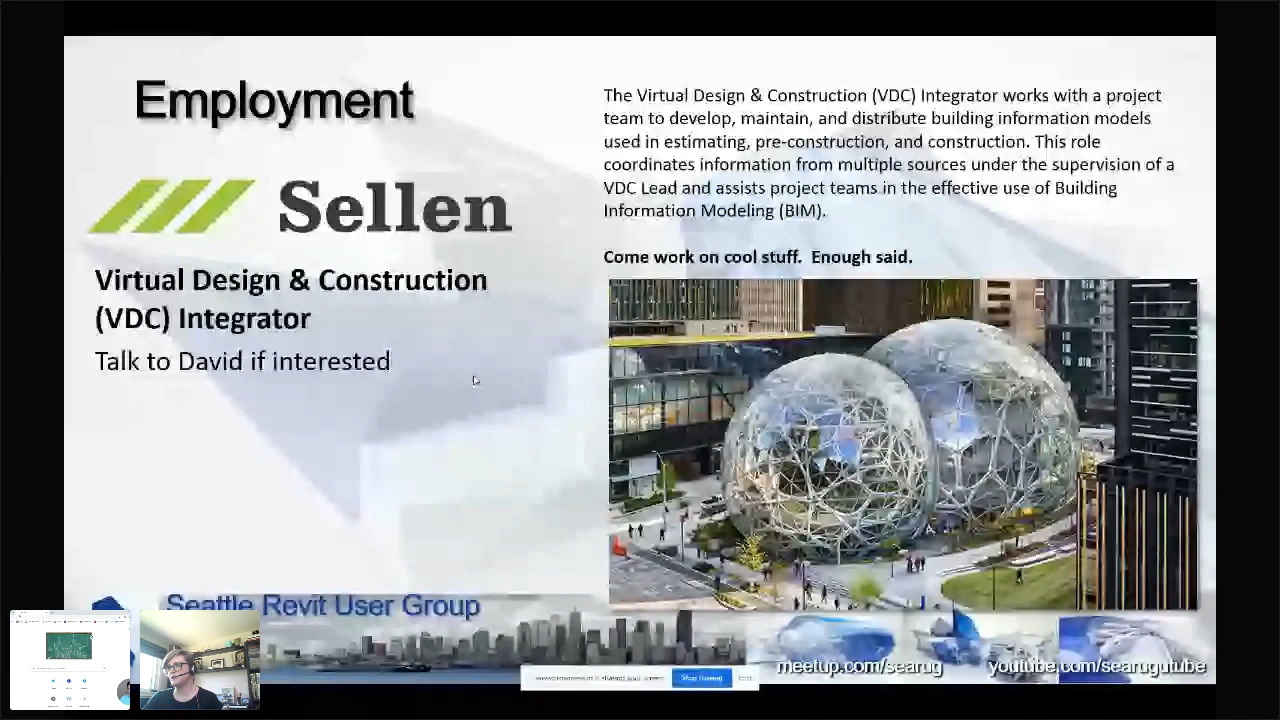 Employment
Sellen
Virtual Design & Construction
(VDC) Integrator
Talk to David if interested
The Virtual Design & Construction (VDC) Integrator works with a project
team to develop, maintain, and distribute building information models
used in estimating, pre-construction, and construction. This role
coordinates information from multiple sources under the supervision of a
VDC Lead and assists project teams in the effective use of Building
Information Modeling (BIM).
Come work on cool stuff.  Enough said.
Seattle Revit User Group
meetup.com/searug
youtube.com/searugutube